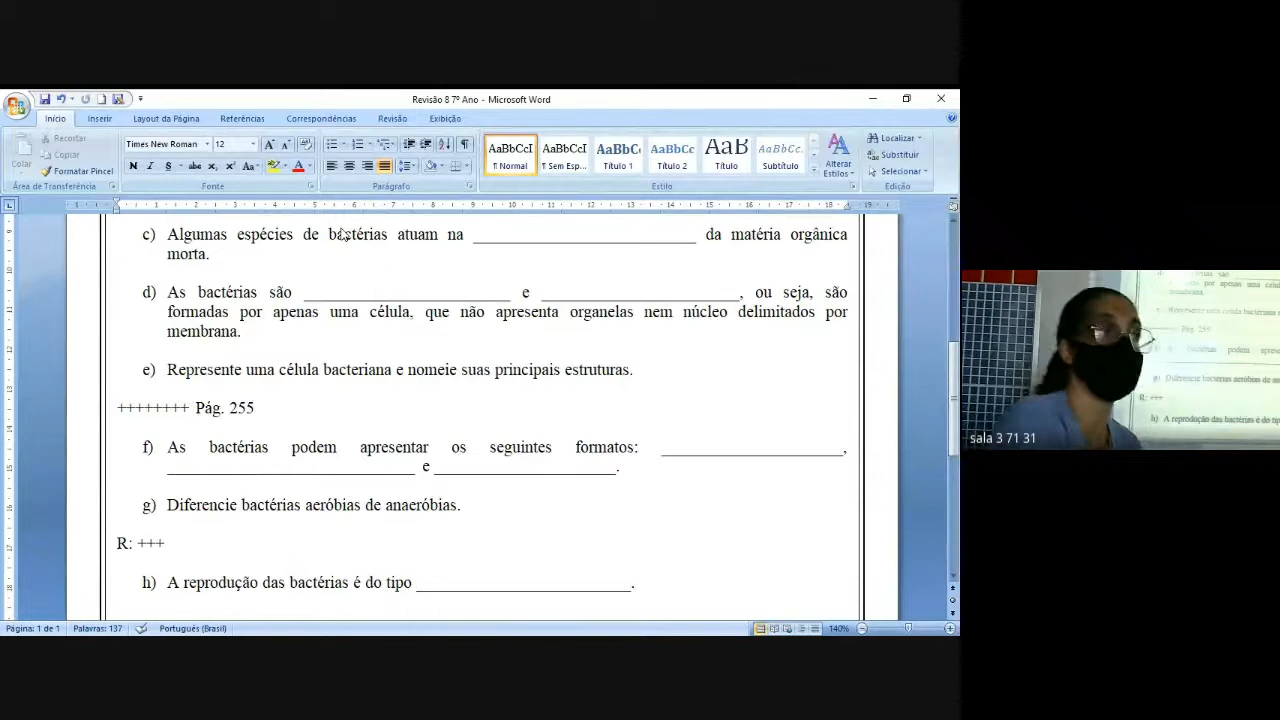 Revisão 8 7º Ano - Microsoft Word
Início Inserir Layout da Página Referências Correspondências Revisão Exibição
Recortar
Copiar
Colar
Formatar Pincel
Times New Roman 12
AaBbCcI AaBbCcI AaBbC AaBbCc AaB AaBbCc.
¶ Normal ¶ Sem Esp... Título 1 Título 2 Título Subtítulo
Alterar Estilos
Localizar
Substituir
Selecionar
Área de Transferência Fonte Parágrafo Estilo Edição
c) Algumas espécies de bactérias atuam na ____________________ da matéria orgânica
morta.
d) As bactérias são ____________________ e ____________________, ou seja, são
formadas por apenas uma célula, que não apresenta organelas nem núcleo delimitados por
membrana.
e) Represente uma célula bacteriana e nomeie suas principais estruturas.
++++++++ Pág. 255
f) As bactérias podem apresentar os seguintes formatos: ____________________,
____________________ e ____________________.
g) Diferencie bactérias aeróbias de anaeróbias.
R: +++
h) A reprodução das bactérias é do tipo ____________________.
Página: 1 de 1 Palavras: 137 Português (Brasil) 140%
sala 3 71 31